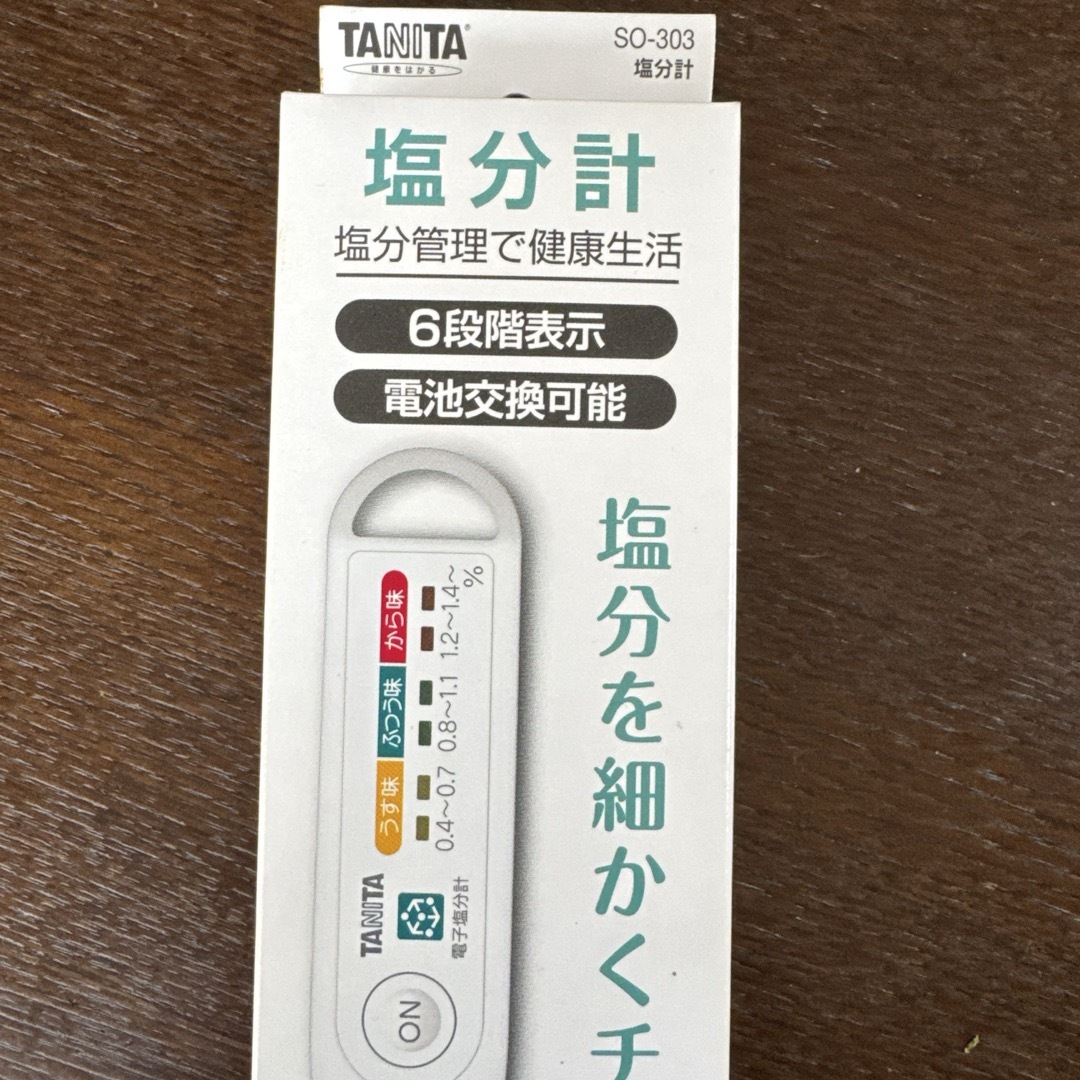 TANITA
健康をはかる
SO-303
塩分計
塩分計
塩分管理で健康生活
6段階表示
電池交換可能
塩分を細かくチ
から味
ふつう味
うす味
%
1.2～1.4～
0.8～1.1
0.4～0.7
TANITA
電子塩分計
ON